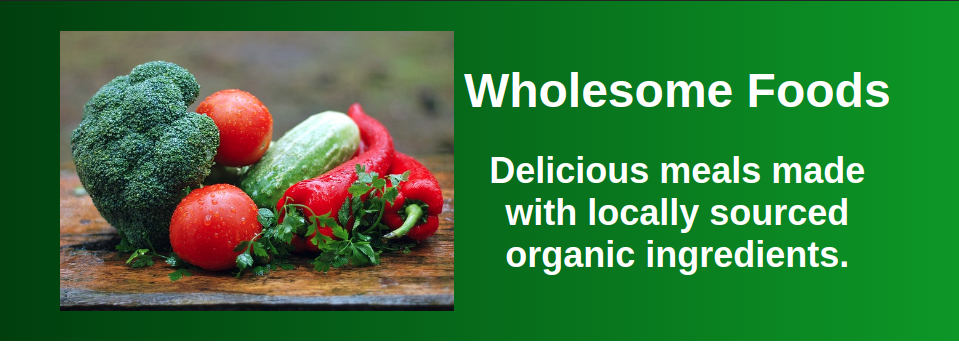 Wholesome Foods
Delicious meals made
with locally sourced
organic ingredients.